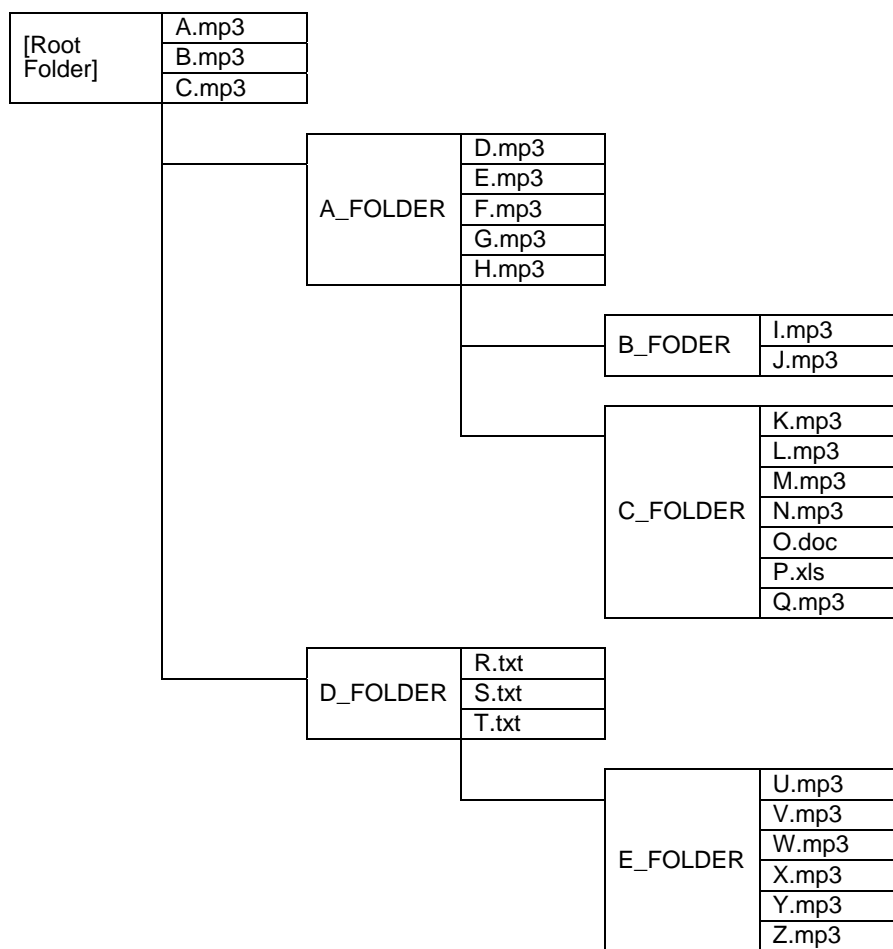 [Root
Folder]
A.mp3
B.mp3
C.mp3
A_FOLDER
D.mp3
E.mp3
F.mp3
G.mp3
H.mp3
B_FODER
I.mp3
J.mp3
C_FOLDER
K.mp3
L.mp3
M.mp3
N.mp3
O.doc
P.xls
Q.mp3
D_FOLDER
R.txt
S.txt
T.txt
E_FOLDER
U.mp3
V.mp3
W.mp3
X.mp3
Y.mp3
Z.mp3